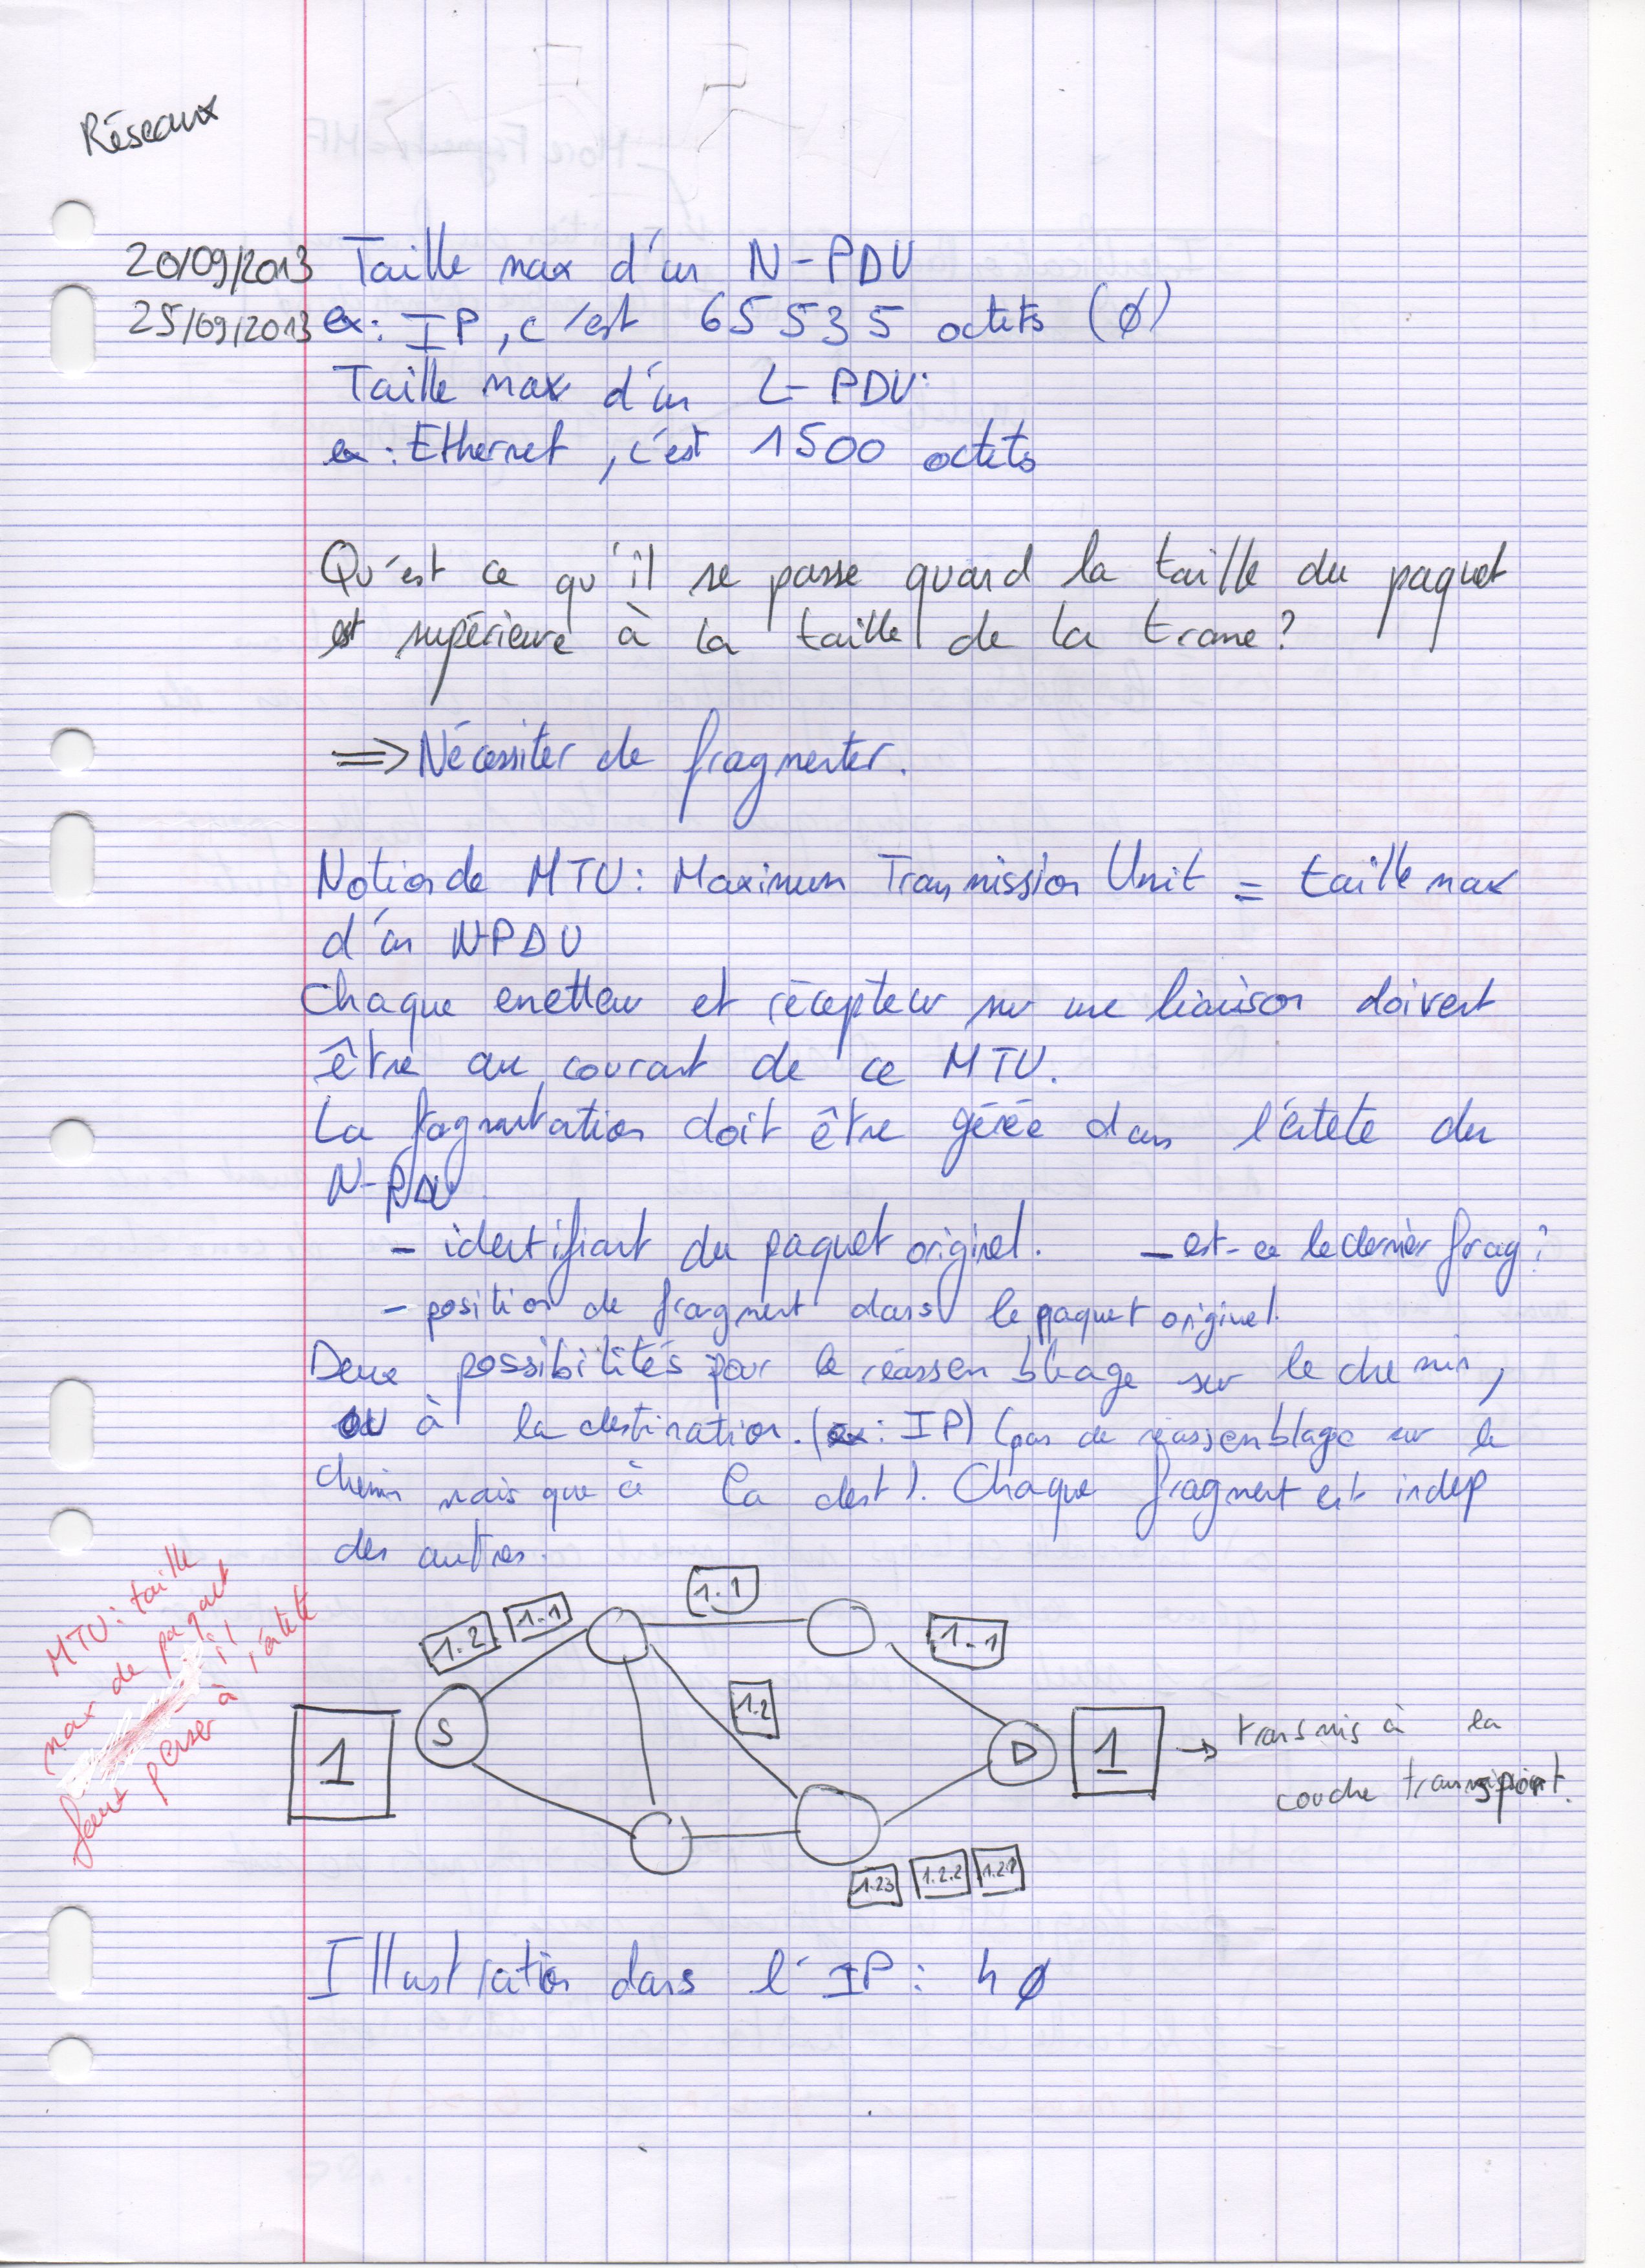 Réseaux
20/09/2013 Taille max d'un N-PDU
25/09/2013 ex: IP, c'est 65535 octets (∅)
Taille max d'un L-PDU:
ex: Ethernet, c'est 1500 octets
Qu'est ce qu'il se passe quand la taille du paquet
est supérieure à la taille de la trame?
=> Nécessiter de fragmenter.
Notion de MTU: Maximum Transmission Unit = taille max
d'un NPDU
Chaque emetteur et récepteur sur une liaison doivent
être au courant de ce MTU.
La fragmentation doit être gérée dans l'entete du
N-PDU
- identifiant du paquet originel. - est-ce le dernier frag?
- position de fragment dans le paquet originel.
Deux possibilités pour le réassemblage sur le chemin,
ou à la destination. (ex: IP) (pas de réassemblage sur le
chemin mais que à la dest). Chaque fragment est indep
des autres.
MTU: taille
max de paquet
il
faut penser à
l'entete
1.2 1.1 1.1 1.1
1.2
1 S D 1 → transmis à la
couche transport.
1.23 1.2.2 1.21
Illustration dans l'IP: 4 ∅